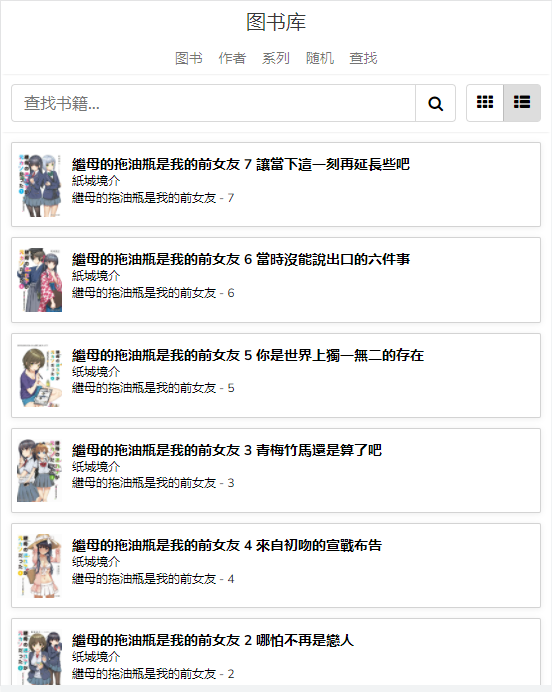 图书库
图书 作者 系列 随机 查找
查找书籍...
繼母的拖油瓶是我的前女友 7 讓當下這一刻再延長些吧
紙城境介
繼母的拖油瓶是我的前女友 - 7
繼母的拖油瓶是我的前女友 6 當時沒能說出口的六件事
紙城境介
繼母的拖油瓶是我的前女友 - 6
繼母的拖油瓶是我的前女友 5 你是世界上獨一無二的存在
紙城境介
繼母的拖油瓶是我的前女友 - 5
繼母的拖油瓶是我的前女友 3 青梅竹馬還是算了吧
紙城境介
繼母的拖油瓶是我的前女友 - 3
繼母的拖油瓶是我的前女友 4 來自初吻的宣戰布告
纸城境介
繼母的拖油瓶是我的前女友 - 4
繼母的拖油瓶是我的前女友 2 哪怕不再是戀人
纸城境介
繼母的拖油瓶是我的前女友 - 2